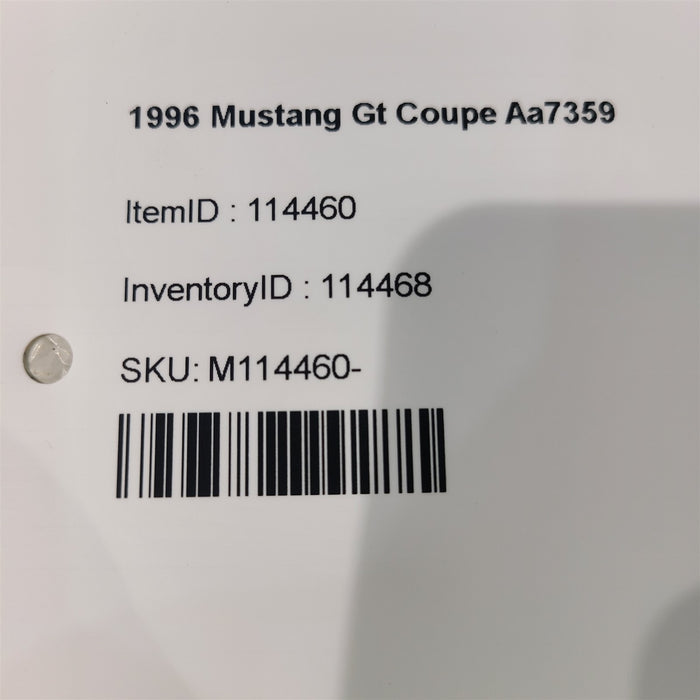 1996 Mustang Gt Coupe Aa7359
ItemID : 114460
InventoryID : 114468
SKU: M114460-